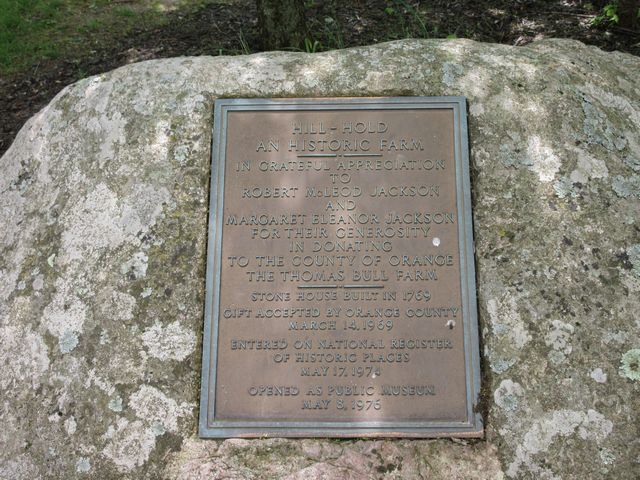 HILL-HOLD
AN HISTORIC FARM
IN GRATEFUL APPRECIATION
TO
ROBERT McLEOD JACKSON
AND
MARGARET ELEANOR JACKSON
FOR THEIR GENEROSITY
IN DONATING
TO THE COUNTY OF ORANGE
THE THOMAS BULL FARM
STONE HOUSE BUILT IN 1769
GIFT ACCEPTED BY ORANGE COUNTY
MARCH 14, 1969
ENTERED ON NATIONAL REGISTER
OF HISTORIC PLACES
MAY 17, 1974
OPENED AS PUBLIC MUSEUM
MAY 8, 1976